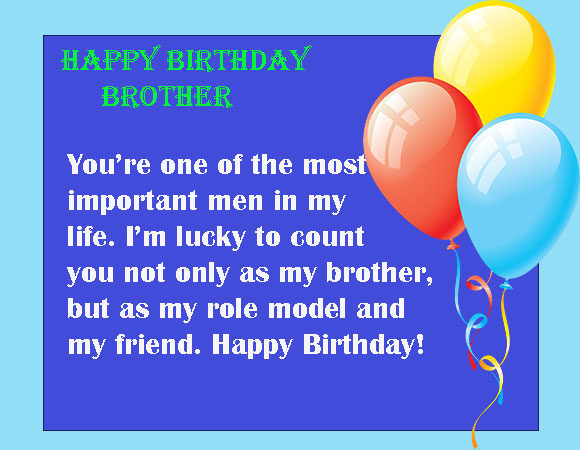 HAPPY BIRTHDAY
BROTHER
You’re one of the most
important men in my
life. I’m lucky to count
you not only as my brother,
but as my role model and
my friend. Happy Birthday!